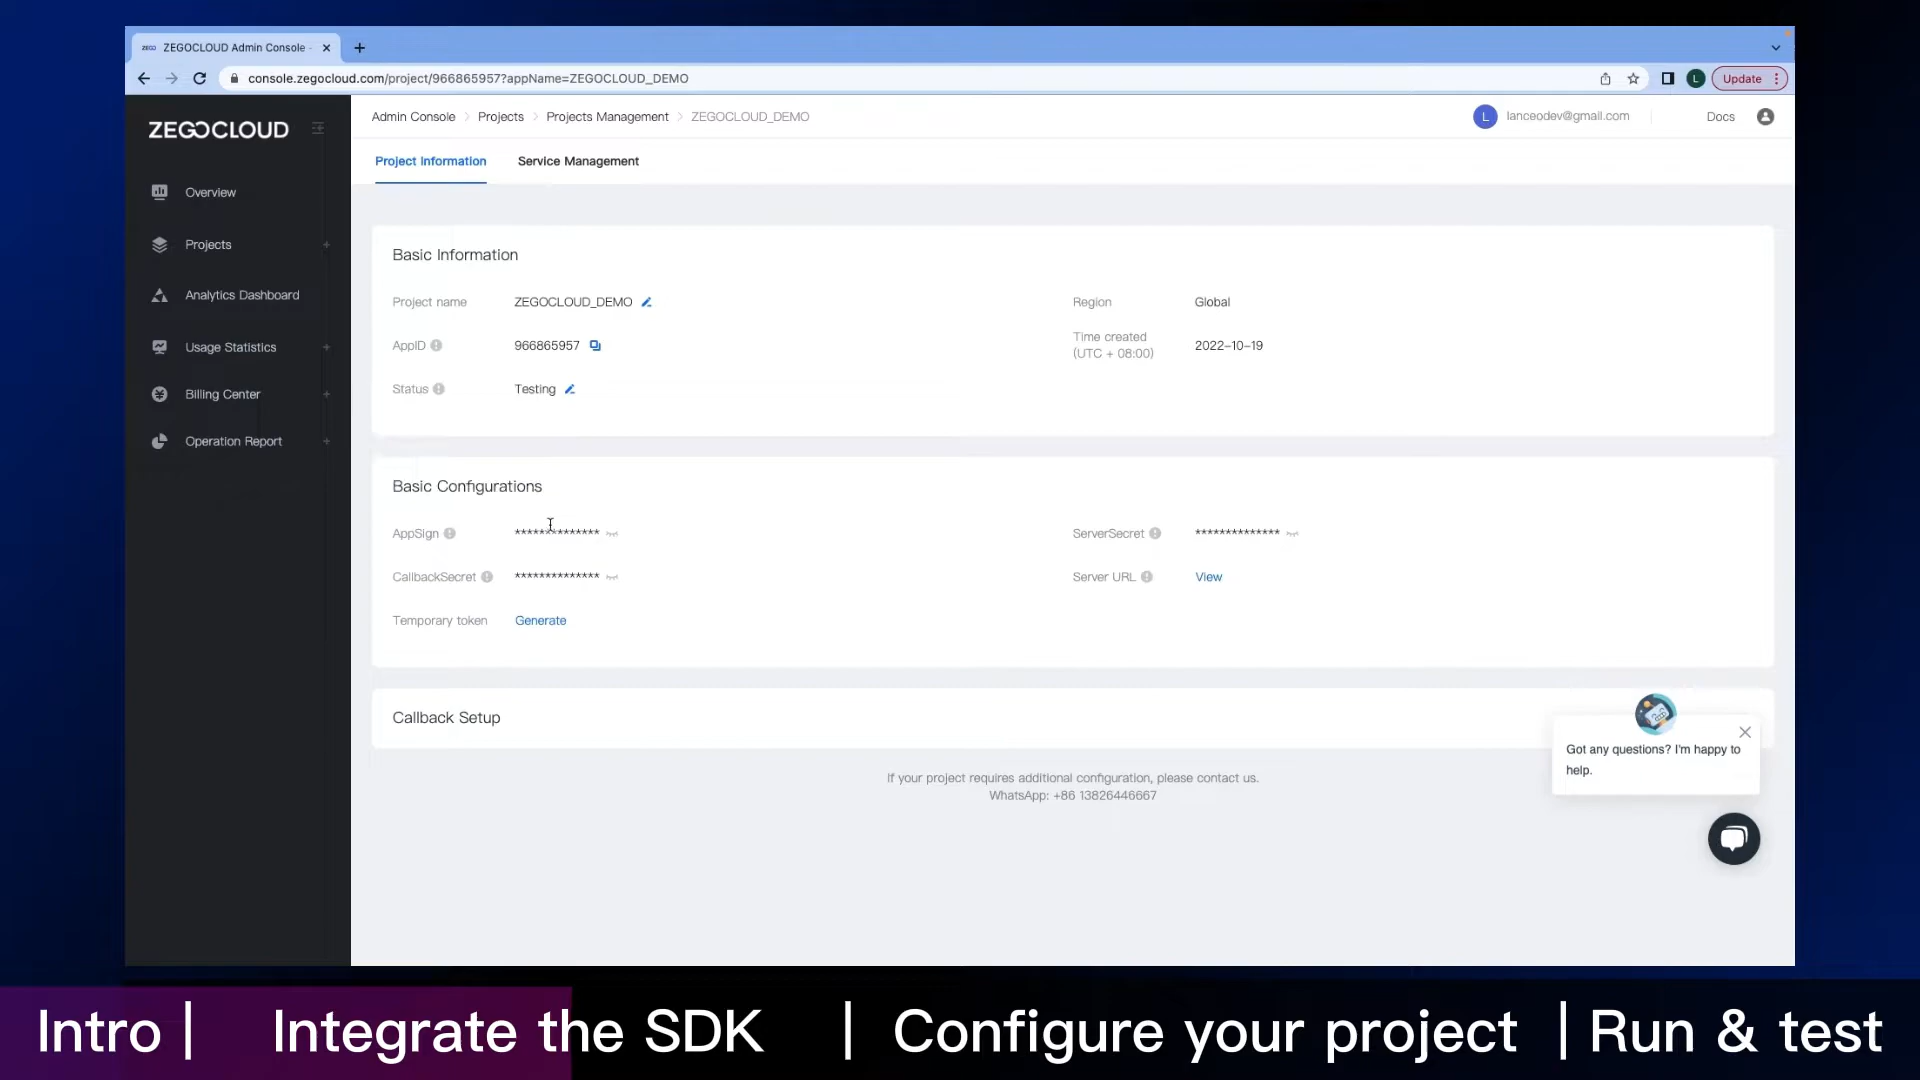 ZEGO ZEGOCLOUD Admin Console -
console.zegocloud.com/project/966865957?appName=ZEGOCLOUD_DEMO
L
Update
ZEGOCLOUD
Admin Console > Projects > Projects Management > ZEGOCLOUD_DEMO
L lanceodev@gmail.com
Docs
Project Information
Service Management
Overview
Projects +
Analytics Dashboard
Usage Statistics +
Billing Center +
Operation Report +
Basic Information
Project name ZEGOCLOUD_DEMO
Region Global
AppID 966865957
Time created
(UTC + 08:00) 2022-10-19
Status Testing
Basic Configurations
AppSign **************
ServerSecret **************
CallbackSecret **************
Server URL View
Temporary token Generate
Callback Setup
Got any questions? I'm happy to
help.
If your project requires additional configuration, please contact us.
WhatsApp: +86 13826446667
Intro | Integrate the SDK | Configure your project | Run & test